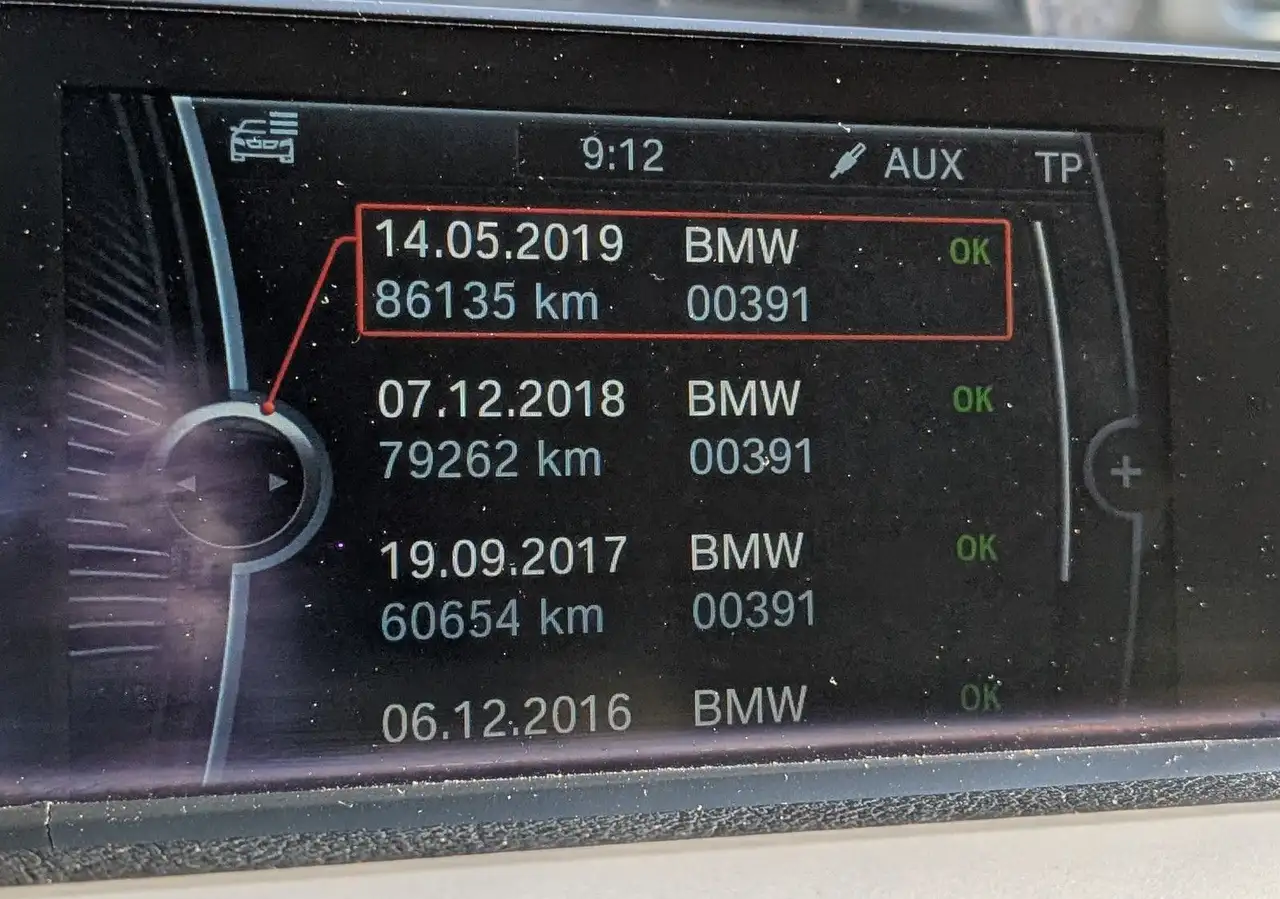 9:12 AUX TP
14.05.2019 BMW OK
86135 km 00391
07.12.2018 BMW OK
79262 km 00391
19.09.2017 BMW OK
60654 km 00391
06.12.2016 BMW OK